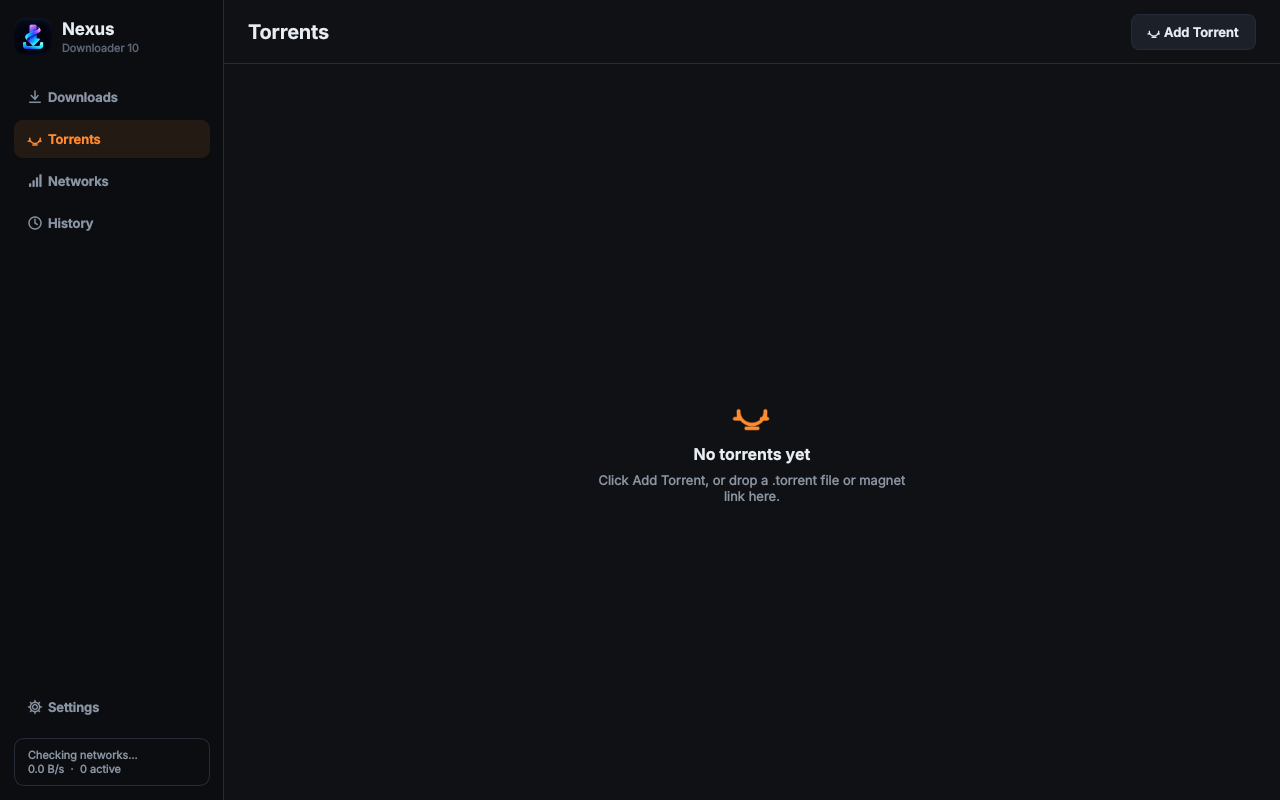 Nexus
Downloader 10
Downloads
Torrents
Networks
History
Settings
Checking networks...
0.0 B/s · 0 active
Torrents
Add Torrent
No torrents yet
Click Add Torrent, or drop a .torrent file or magnet
link here.